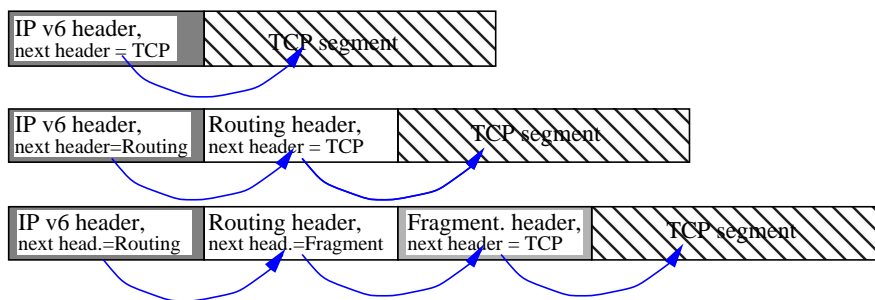 IP v6 header,
next header = TCP
TCP segment
IP v6 header,
next header=Routing
Routing header,
next header = TCP
TCP segment
IP v6 header,
next head.=Routing
Routing header,
next head.=Fragment
Fragment. header,
next header = TCP
TCP segment